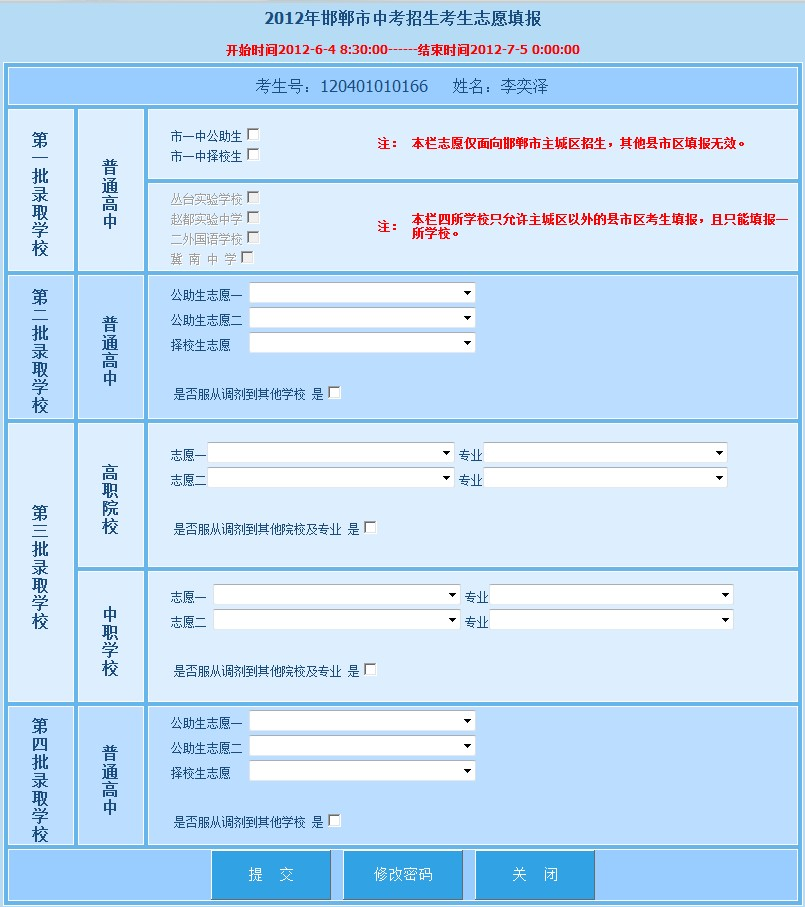 2012年邯郸市中考招生考生志愿填报
开始时间2012-6-4 8:30:00------结束时间2012-7-5 0:00:00
考生号：120401010166 姓名：李奕泽
第一批录取学校
普通高中
市一中公助生
市一中择校生
注： 本栏志愿仅面向邯郸市主城区招生，其他县市区填报无效。
丛台实验学校
赵都实验中学
二外国语学校
冀 南 中 学
注： 本栏四所学校只允许主城区以外的县市区考生填报，且只能填报一
所学校。
第二批录取学校
普通高中
公助生志愿一
公助生志愿二
择校生志愿
是否服从调剂到其他学校 是
第三批录取学校
高职院校
志愿一 专业
志愿二 专业
是否服从调剂到其他院校及专业 是
中职学校
志愿一 专业
志愿二 专业
是否服从调剂到其他院校及专业 是
第四批录取学校
普通高中
公助生志愿一
公助生志愿二
择校生志愿
是否服从调剂到其他学校 是
提 交 修改密码 关 闭